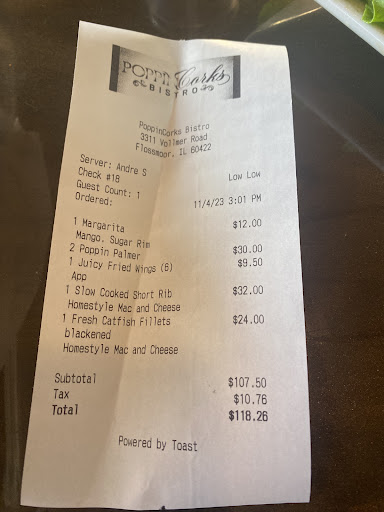 POPPIN Corks
BISTRO
PoppinCorks Bistro
3311 Vollmer Road
Flossmoor, IL 60422
Server: Andre S
Check #18 Low Low
Guest Count: 1
Ordered: 11/4/23 3:01 PM
1 Margarita $12.00
Mango, Sugar Rim
2 Poppin Palmer $30.00
1 Juicy Fried Wings (6) $9.50
App
1 Slow Cooked Short Rib $32.00
Homestyle Mac and Cheese
1 Fresh Catfish Fillets $24.00
blackened
Homestyle Mac and Cheese
Subtotal $107.50
Tax $10.76
Total $118.26
Powered by Toast